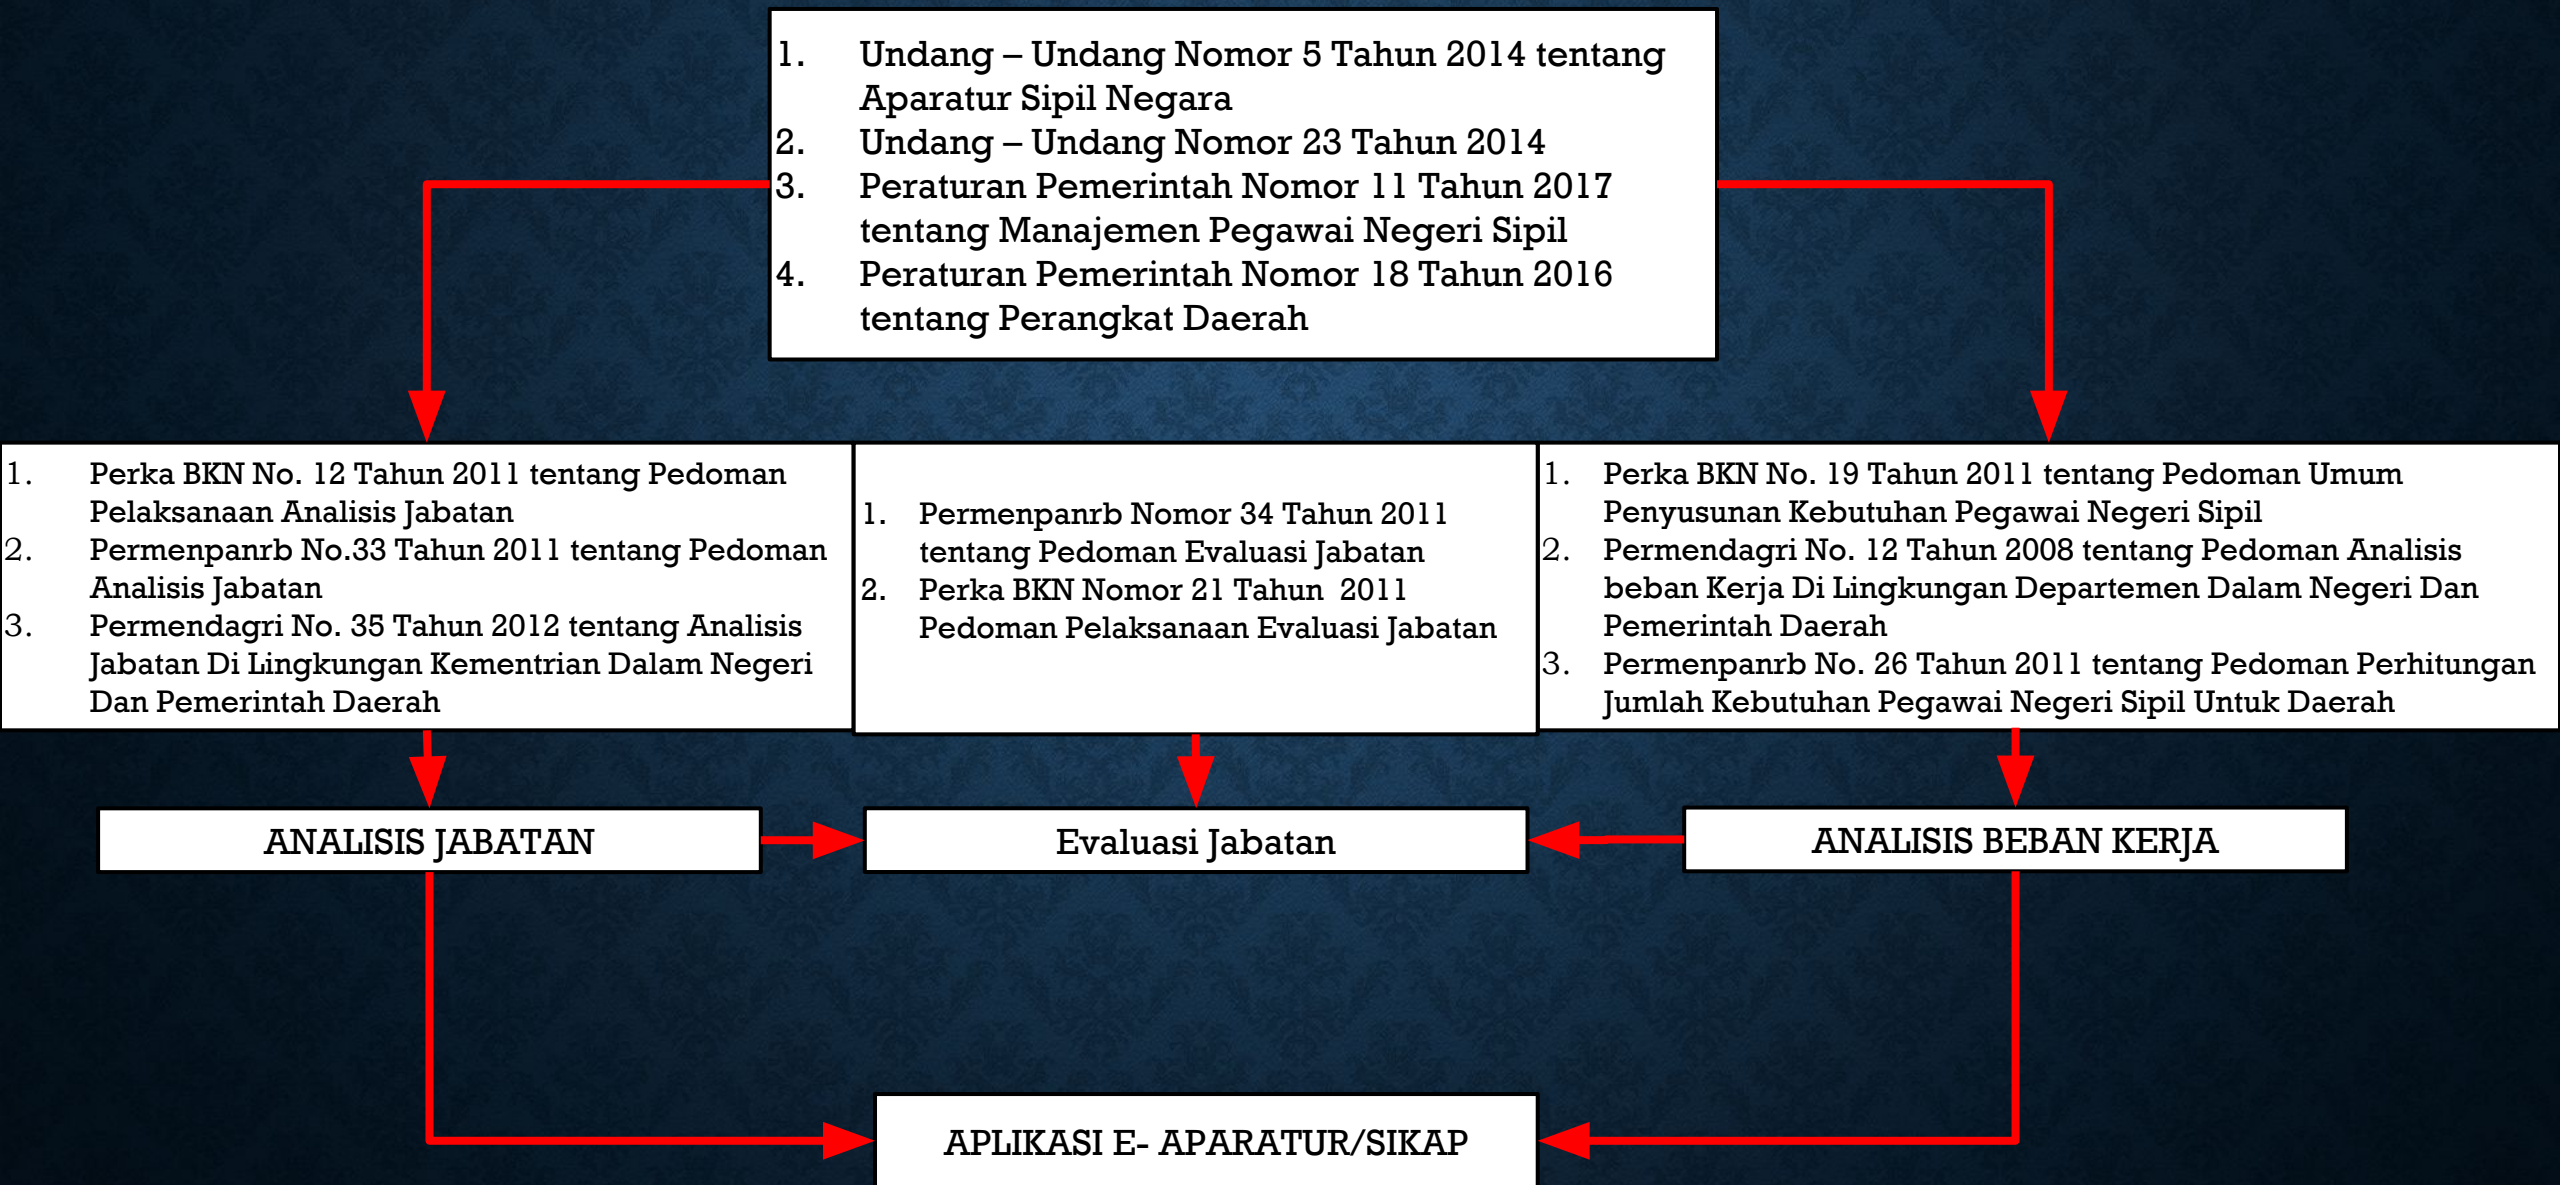 1. Undang – Undang Nomor 5 Tahun 2014 tentang
Aparatur Sipil Negara
2. Undang – Undang Nomor 23 Tahun 2014
3. Peraturan Pemerintah Nomor 11 Tahun 2017
tentang Manajemen Pegawai Negeri Sipil
4. Peraturan Pemerintah Nomor 18 Tahun 2016
tentang Perangkat Daerah
1. Perka BKN No. 12 Tahun 2011 tentang Pedoman
Pelaksanaan Analisis Jabatan
2. Permenpanrb No.33 Tahun 2011 tentang Pedoman
Analisis Jabatan
3. Permendagri No. 35 Tahun 2012 tentang Analisis
Jabatan Di Lingkungan Kementrian Dalam Negeri
Dan Pemerintah Daerah
1. Permenpanrb Nomor 34 Tahun 2011
tentang Pedoman Evaluasi Jabatan
2. Perka BKN Nomor 21 Tahun 2011
Pedoman Pelaksanaan Evaluasi Jabatan
1. Perka BKN No. 19 Tahun 2011 tentang Pedoman Umum
Penyusunan Kebutuhan Pegawai Negeri Sipil
2. Permendagri No. 12 Tahun 2008 tentang Pedoman Analisis
beban Kerja Di Lingkungan Departemen Dalam Negeri Dan
Pemerintah Daerah
3. Permenpanrb No. 26 Tahun 2011 tentang Pedoman Perhitungan
Jumlah Kebutuhan Pegawai Negeri Sipil Untuk Daerah
ANALISIS JABATAN
Evaluasi Jabatan
ANALISIS BEBAN KERJA
APLIKASI E- APARATUR/SIKAP